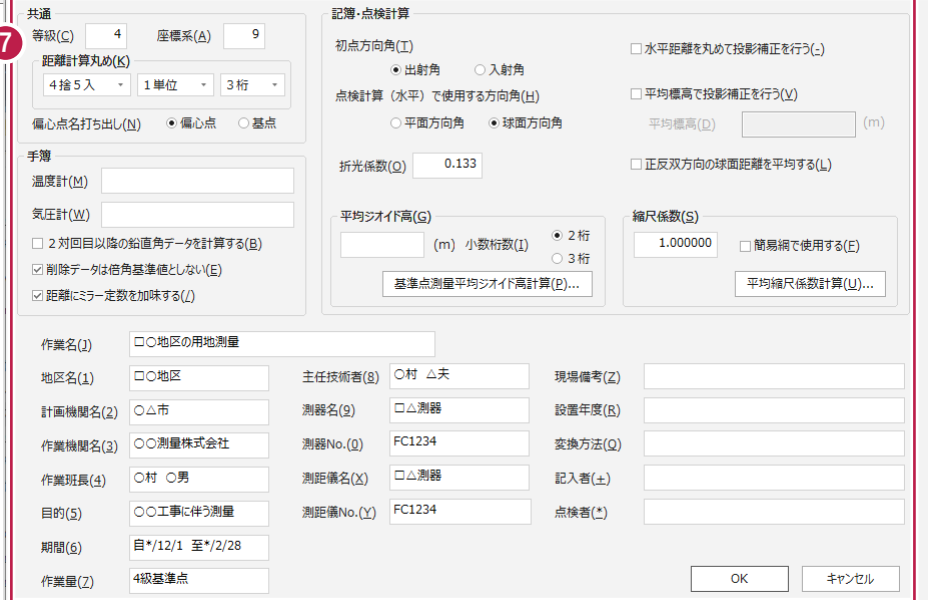 7
共通
等級(C) 4 座標系(A) 9
距離計算丸め(K)
4捨5入 1単位 3桁
偏心点名打ち出し(N) 偏心点 基点
手簿
温度計(M)
気圧計(W)
2対回目以降の鉛直角データを計算する(B)
削除データは倍角基準値としない(E)
距離にミラー定数を加味する(/)
記簿・点検計算
初点方向角(T)
出射角 入射角
点検計算（水平）で使用する方向角(H)
平面方向角 球面方向角
折光係数(O) 0.133
水平距離を丸めて投影補正を行う(-)
平均標高で投影補正を行う(V)
平均標高(D) (m)
正反双方向の球面距離を平均する(L)
平均ジオイド高(G)
(m) 小数桁数(I) 2桁
3桁
基準点測量平均ジオイド高計算(P)...
縮尺係数(S)
1.000000 簡易網で使用する(F)
平均縮尺係数計算(U)...
作業名(J) □○地区の用地測量
地区名(1) □○地区
計画機関名(2) ○△市
作業機関名(3) ○○測量株式会社
作業班長(4) ○村 ○男
目的(5) ○○工事に伴う測量
期間(6) 自*/12/1 至*/2/28
作業量(7) 4級基準点
主任技術者(8) ○村 △夫
測器名(9) □△測器
測器No.(0) FC1234
測距儀名(X) □△測器
測距儀No.(Y) FC1234
現場備考(Z)
設置年度(R)
変換方法(Q)
記入者(+)
点検者(*)
OK キャンセル